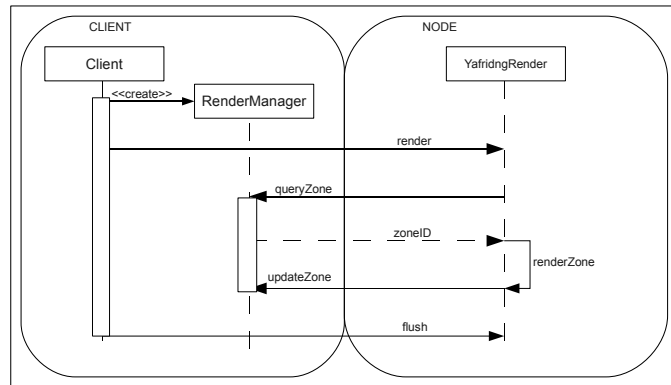 CLIENT
NODE
Client
YafridngRender
<<create>>
RenderManager
render
queryZone
zoneID
renderZone
updateZone
flush